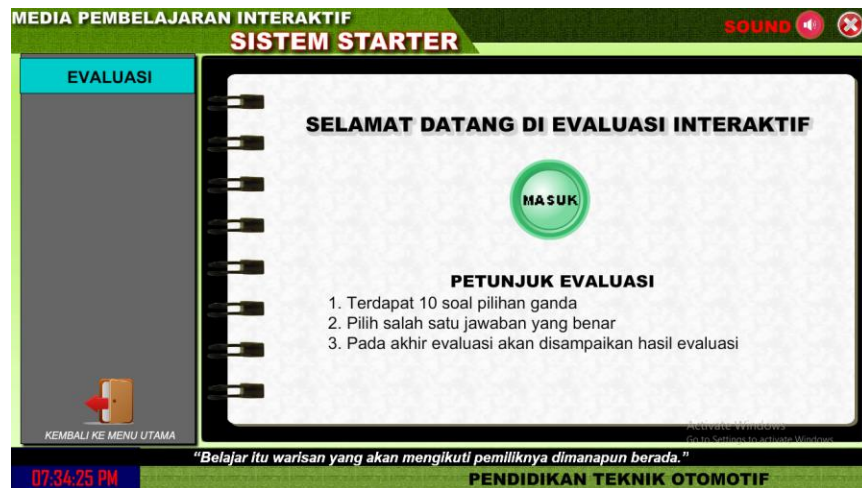 MEDIA PEMBELAJARAN INTERAKTIF
SISTEM STARTER
SOUND
EVALUASI
SELAMAT DATANG DI EVALUASI INTERAKTIF
MASUK
PETUNJUK EVALUASI
1. Terdapat 10 soal pilihan ganda
2. Pilih salah satu jawaban yang benar
3. Pada akhir evaluasi akan disampaikan hasil evaluasi
KEMBALI KE MENU UTAMA
Activate Windows
Go to Settings to activate Windows.
"Belajar itu warisan yang akan mengikuti pemiliknya dimanapun berada."
07:34:25 PM
PENDIDIKAN TEKNIK OTOMOTIF